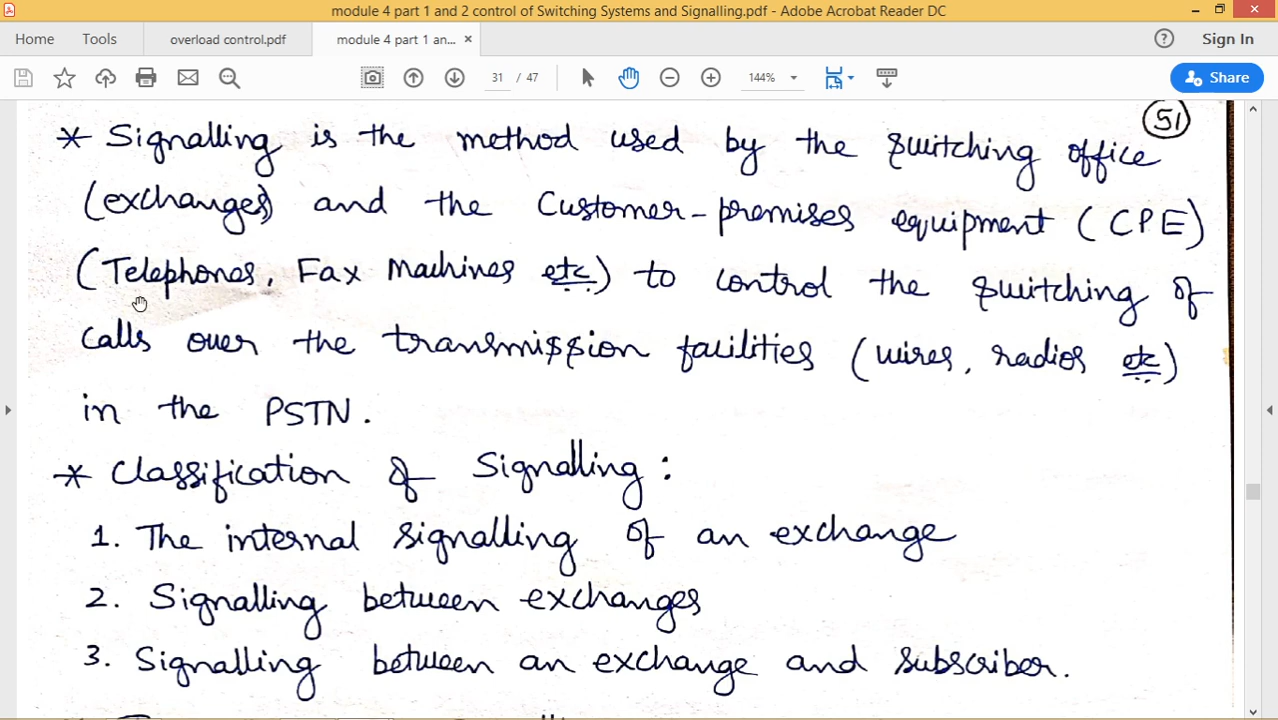 module 4 part 1 and 2 control of Switching Systems and Signalling.pdf - Adobe Acrobat Reader DC
Home Tools overload control.pdf module 4 part 1 an... × ? Sign In
31 / 47 144% Share
51
* Signalling is the method used by the switching office
(exchanges) and the Customer-premises equipment (CPE)
(Telephones, Fax Machines etc) to control the switching of
calls over the transmission facilities (wires, radios etc)
in the PSTN.
* Classification of Signalling:
1. The internal signalling of an exchange
2. Signalling between exchanges
3. Signalling between an exchange and subscriber.